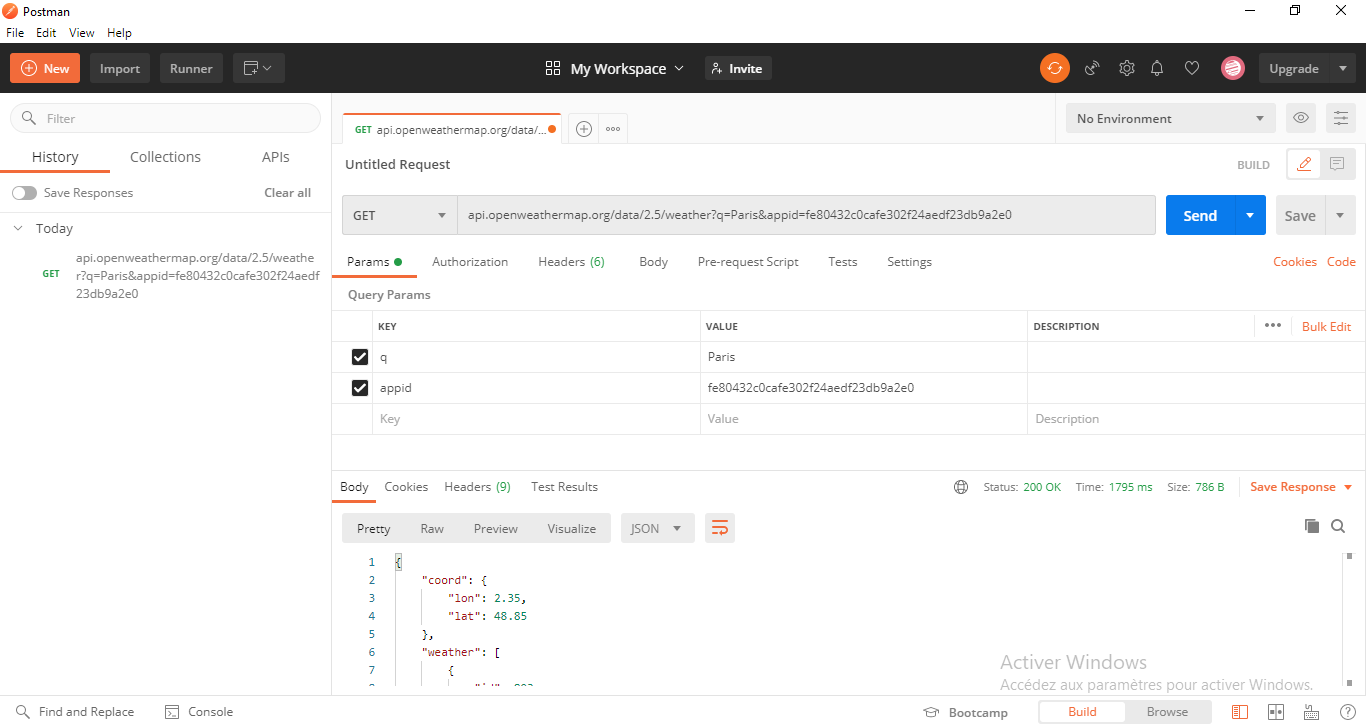 Postman
File Edit View Help
New Import Runner My Workspace Invite Upgrade
Filter
History Collections APIs
Save Responses Clear all
Today
GET
api.openweathermap.org/data/2.5/weathe
r?q=Paris&appid=fe80432c0cafe302f24aedf
23db9a2e0
GET api.openweathermap.org/data/...
No Environment
Untitled Request
BUILD
GET api.openweathermap.org/data/2.5/weather?q=Paris&appid=fe80432c0cafe302f24aedf23db9a2e0 Send Save
Params Authorization Headers (6) Body Pre-request Script Tests Settings Cookies Code
Query Params
KEY VALUE DESCRIPTION Bulk Edit
q Paris
appid fe80432c0cafe302f24aedf23db9a2e0
Key Value Description
Body Cookies Headers (9) Test Results Status: 200 OK Time: 1795 ms Size: 786 B Save Response
Pretty Raw Preview Visualize JSON
1 {
2 "coord": {
3 "lon": 2.35,
4 "lat": 48.85
5 },
6 "weather": [
7 {
Activer Windows
Accédez aux paramètres pour activer Windows.
Find and Replace Console Bootcamp Build Browse